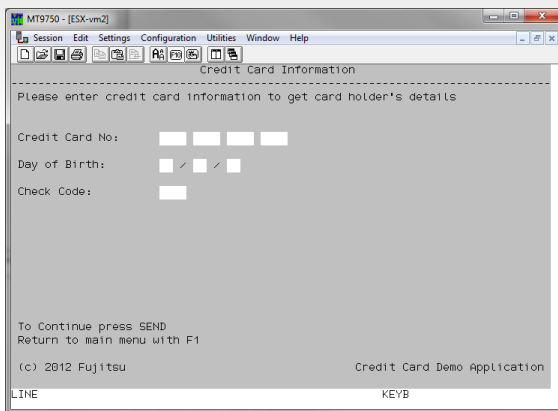 MT9750 - [ESX-vm2]
Session Edit Settings Configuration Utilities Window Help
Credit Card Information
Please enter credit card information to get card holder's details
Credit Card No:
Day of Birth: / /
Check Code:
To Continue press SEND
Return to main menu with F1
(c) 2012 Fujitsu Credit Card Demo Application
LINE KEYB